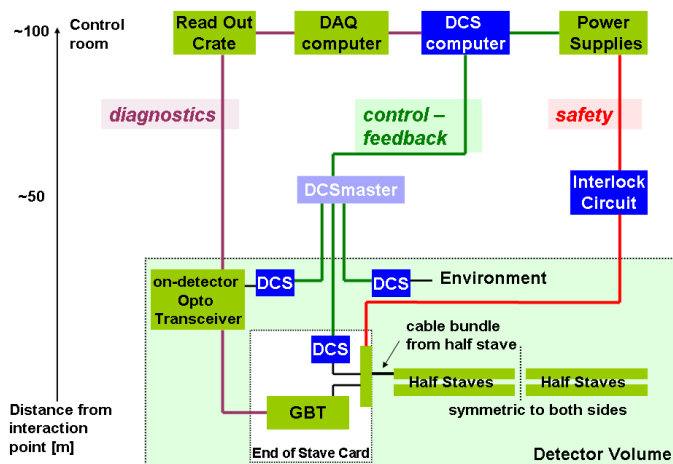 ~100
Control
room
Read Out
Crate
DAQ
computer
DCS
computer
Power
Supplies
diagnostics
control –
feedback
safety
~50
DCSmaster
Interlock
Circuit
on-detector
Opto
Transceiver
DCS
DCS
Environment
cable bundle
from half stave
DCS
Half Staves
Half Staves
symmetric to both sides
GBT
Distance from
interaction
point [m]
End of Stave Card
Detector Volume